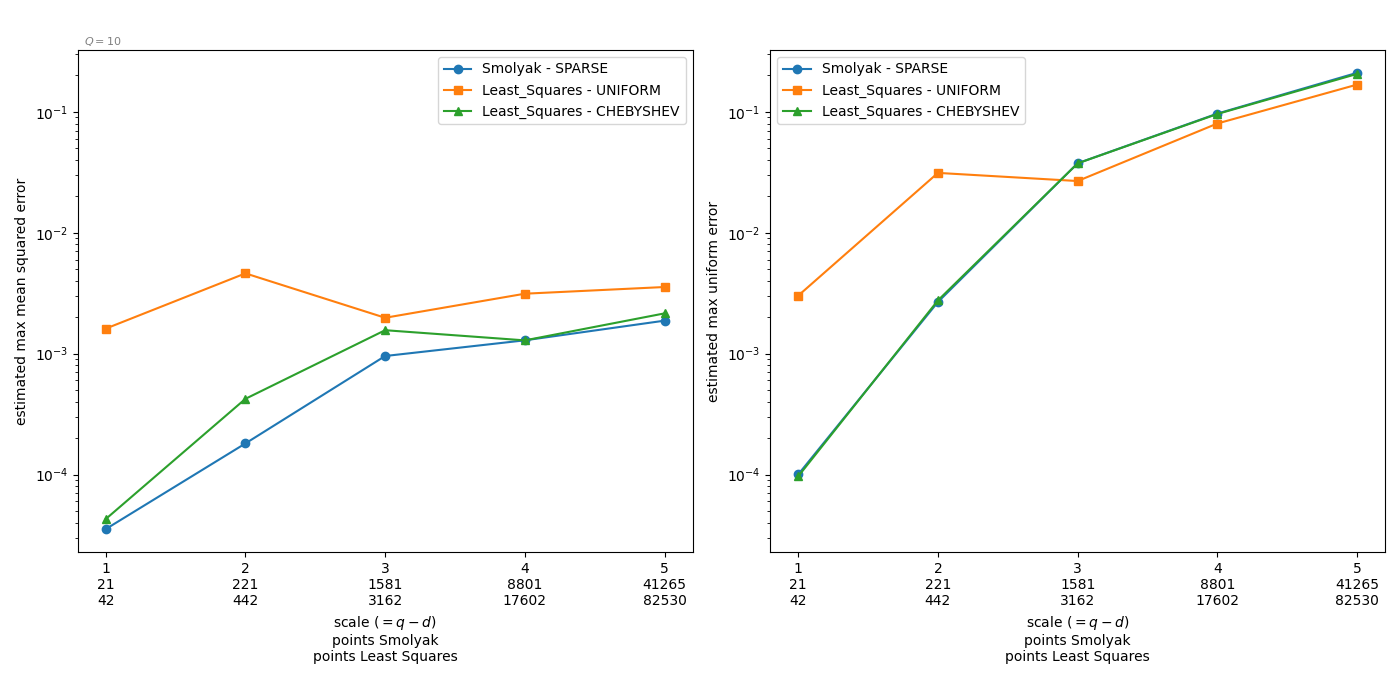 Q = 10
Smolyak - SPARSE
Least_Squares - UNIFORM
Least_Squares - CHEBYSHEV
estimated max mean squared error
10⁻¹
10⁻²
10⁻³
10⁻⁴
1 2 3 4 5
21 221 1581 8801 41265
42 442 3162 17602 82530
scale (= q − d)
points Smolyak
points Least Squares
Smolyak - SPARSE
Least_Squares - UNIFORM
Least_Squares - CHEBYSHEV
estimated max uniform error
10⁻¹
10⁻²
10⁻³
10⁻⁴
1 2 3 4 5
21 221 1581 8801 41265
42 442 3162 17602 82530
scale (= q − d)
points Smolyak
points Least Squares